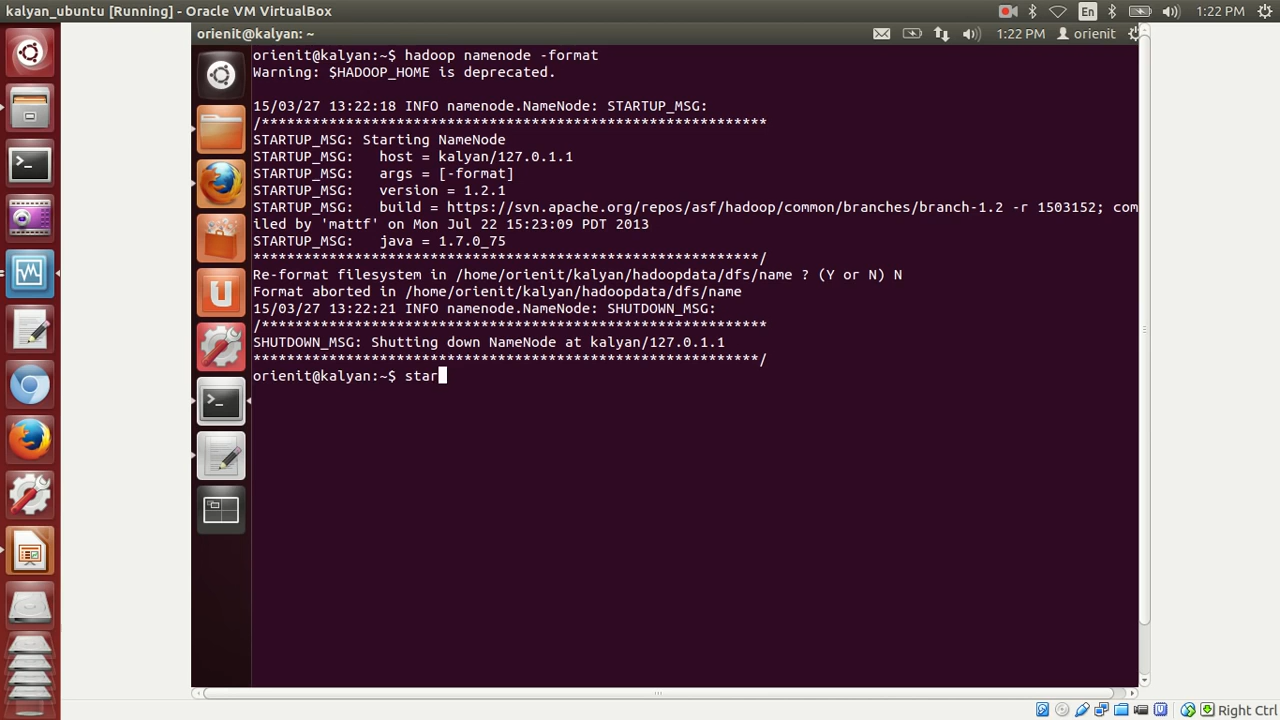 kalyan_ubuntu [Running] - Oracle VM VirtualBox
En
1:22 PM
orienit@kalyan: ~
1:22 PM
orienit
orienit@kalyan:~$ hadoop namenode -format
Warning: $HADOOP_HOME is deprecated.
15/03/27 13:22:18 INFO namenode.NameNode: STARTUP_MSG:
/************************************************************
STARTUP_MSG: Starting NameNode
STARTUP_MSG:   host = kalyan/127.0.1.1
STARTUP_MSG:   args = [-format]
STARTUP_MSG:   version = 1.2.1
STARTUP_MSG:   build = https://svn.apache.org/repos/asf/hadoop/common/branches/branch-1.2 -r 1503152; com
iled by 'mattf' on Mon Jul 22 15:23:09 PDT 2013
STARTUP_MSG:   java = 1.7.0_75
************************************************************/
Re-format filesystem in /home/orienit/kalyan/hadoopdata/dfs/name ? (Y or N) N
Format aborted in /home/orienit/kalyan/hadoopdata/dfs/name
15/03/27 13:22:21 INFO namenode.NameNode: SHUTDOWN_MSG:
/************************************************************
SHUTDOWN_MSG: Shutting down NameNode at kalyan/127.0.1.1
************************************************************/
orienit@kalyan:~$ star
Right Ctrl